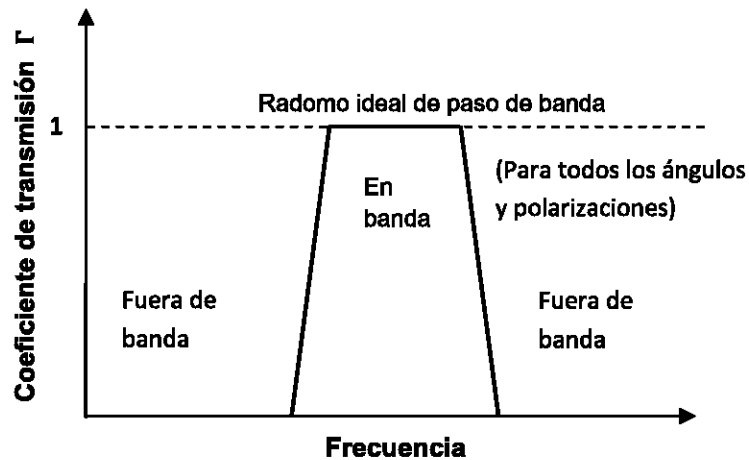 Coeficiente de transmisión Γ
1
Radomo ideal de paso de banda
En
banda
(Para todos los ángulos
y polarizaciones)
Fuera de
banda
Fuera de
banda
Frecuencia